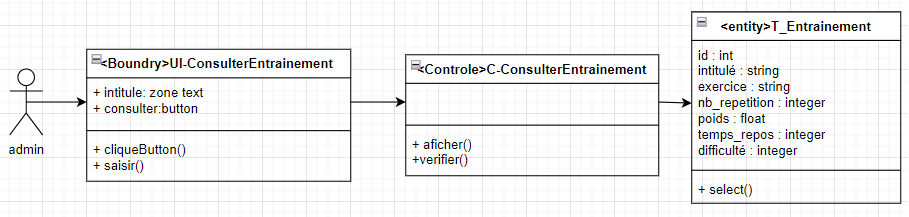 admin
<Boundry>UI-ConsulterEntrainement
+ intitule: zone text
+ consulter:button
+ cliqueButton()
+ saisir()
<Controle>C-ConsulterEntrainement
+ aficher()
+verifier()
<entity>T_Entrainement
id : int
intitulé : string
exercice : string
nb_repetition : integer
poids : float
temps_repos : integer
difficulté : integer
+ select()